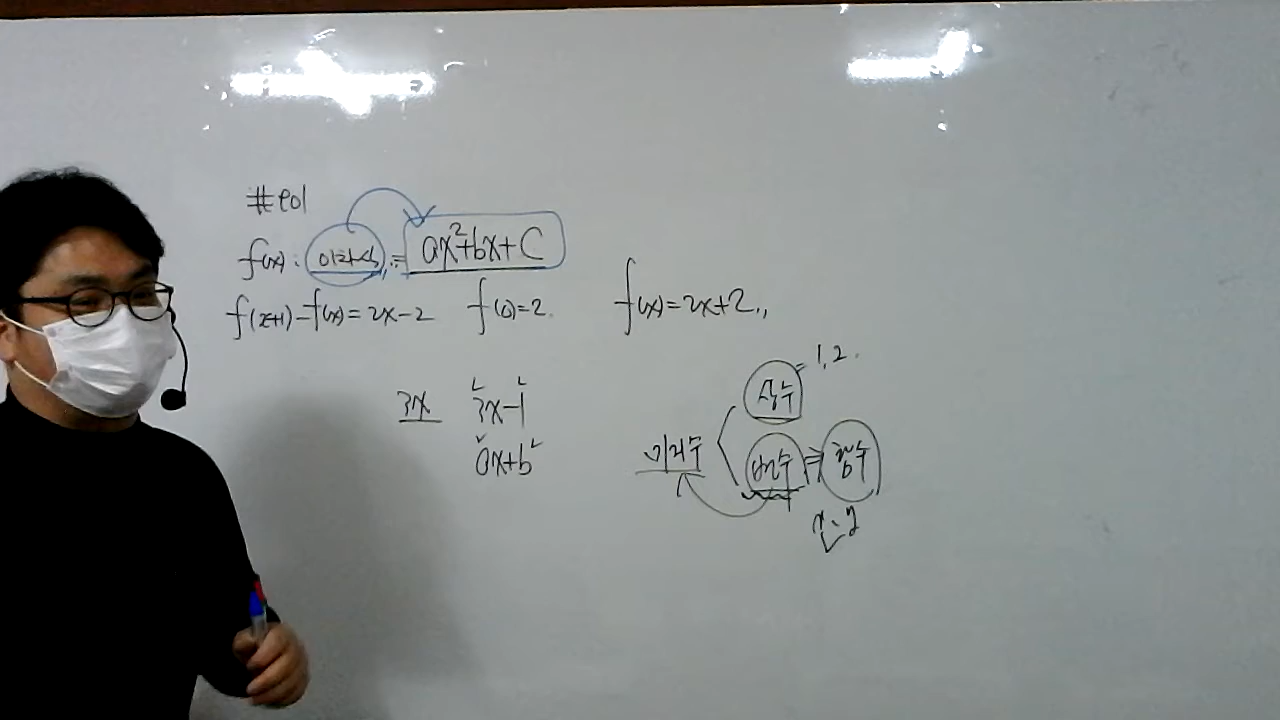 #e01
f(x): 이차식 ∴ ax²+bx+c
f(x+1)-f(x)=2x-2 f(0)=2.
f(x)=2x+2.,
3x 3x-1
ax+b
상수 = 1, 2.
미지수
변수 ⇒ 함수
x. y